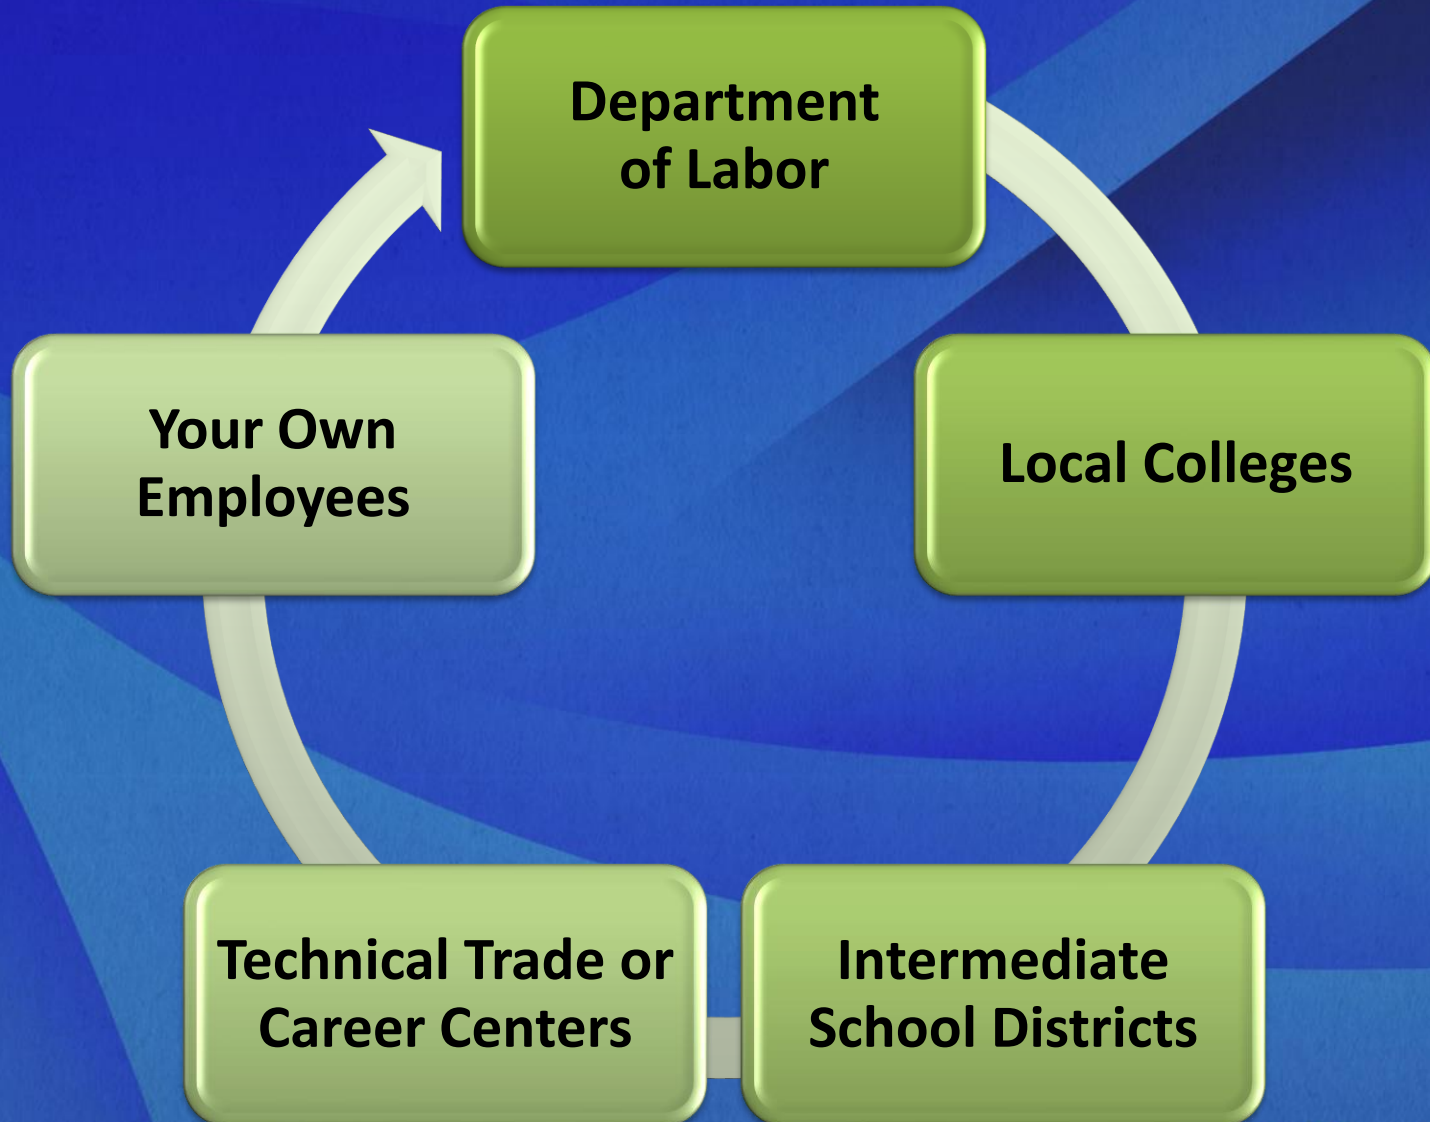 Department
of Labor
Local Colleges
Intermediate
School Districts
Technical Trade or
Career Centers
Your Own
Employees